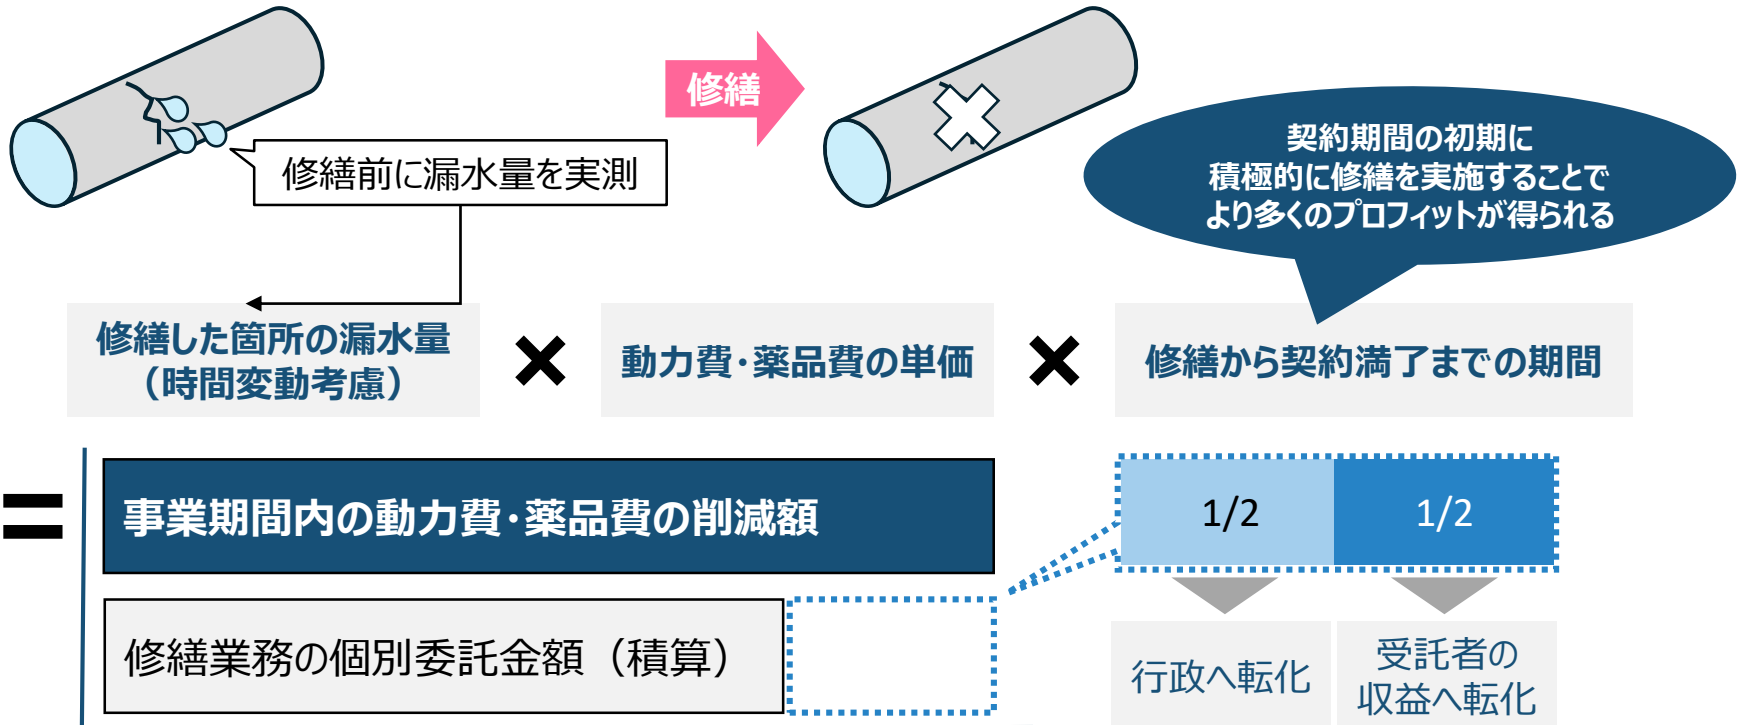 修繕
修繕前に漏水量を実測
契約期間の初期に
積極的に修繕を実施することで
より多くのプロフィットが得られる
修繕した箇所の漏水量
（時間変動考慮）
×
動力費・薬品費の単価
×
修繕から契約満了までの期間
=
事業期間内の動力費・薬品費の削減額
1/2
1/2
修繕業務の個別委託金額（積算）
行政へ転化
受託者の
収益へ転化